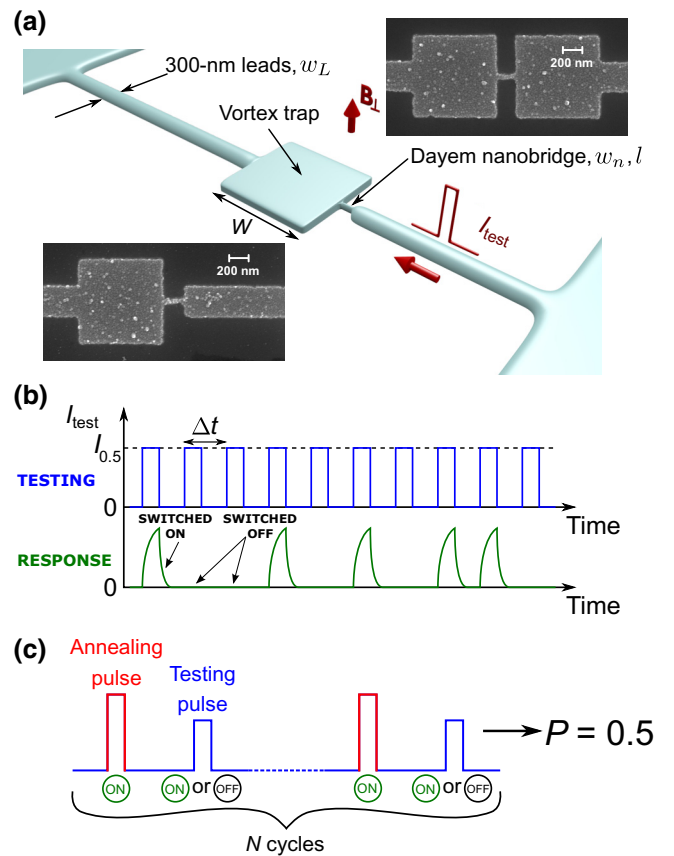 (a)
300-nm leads, w_L
Vortex trap
B⊥
200 nm
Dayem nanobridge, w_n, l
W
I_test
200 nm
(b)
I_test
I_0.5
Δt
TESTING
0
Time
SWITCHED
ON
SWITCHED
OFF
RESPONSE
0
Time
(c)
Annealing
pulse
Testing
pulse
P = 0.5
ON ON or OFF ON ON or OFF
N cycles